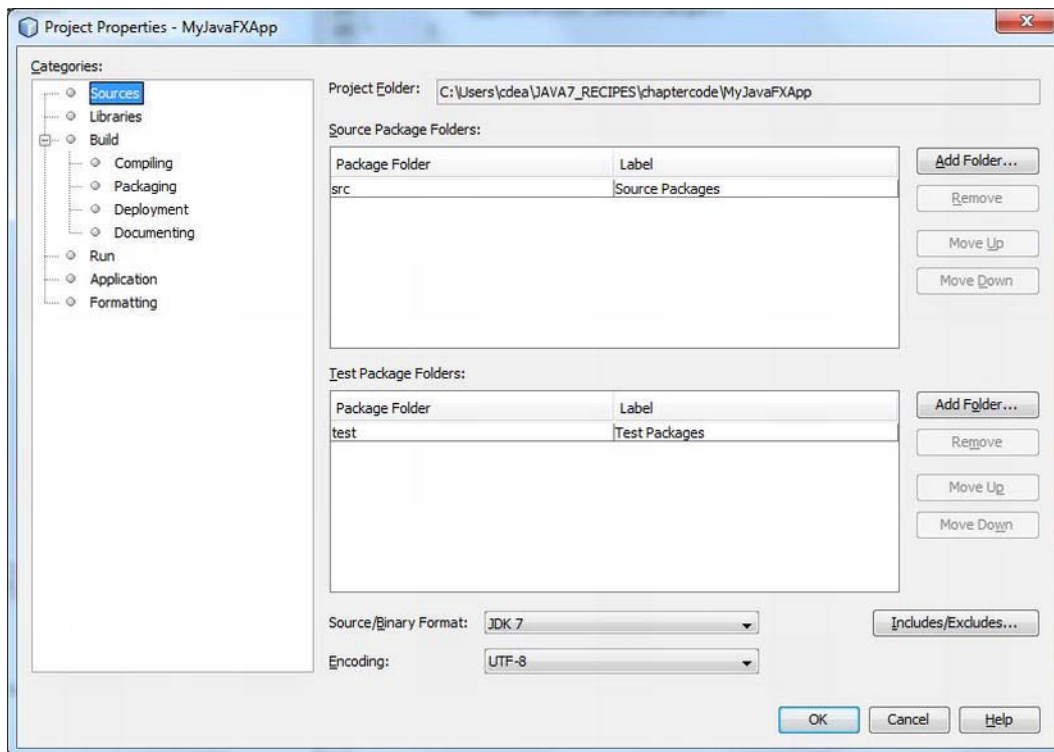 Project Properties - MyJavaFXApp
Categories:
Sources
Libraries
Build
Compiling
Packaging
Deployment
Documenting
Run
Application
Formatting
Project Folder: C:\Users\cdea\JAVA7_RECIPES\chaptercode\MyJavaFXApp
Source Package Folders:
Package Folder Label
src Source Packages
Add Folder...
Remove
Move Up
Move Down
Test Package Folders:
Package Folder Label
test Test Packages
Add Folder...
Remove
Move Up
Move Down
Source/Binary Format: JDK 7
Includes/Excludes...
Encoding: UTF-8
OK Cancel Help